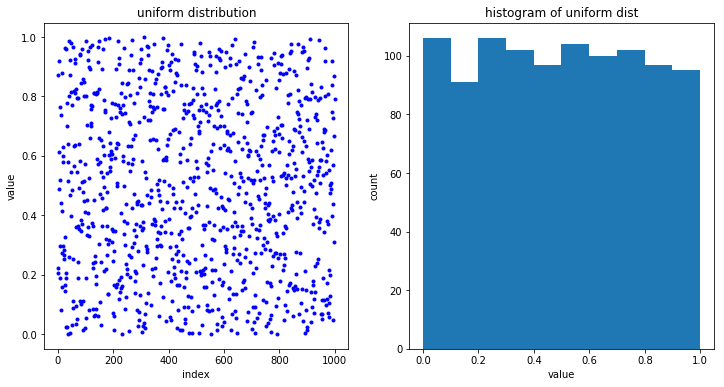 uniform distribution
value
1.0
0.8
0.6
0.4
0.2
0.0
0 200 400 600 800 1000
index
histogram of uniform dist
count
100
80
60
40
20
0
0.0 0.2 0.4 0.6 0.8 1.0
value